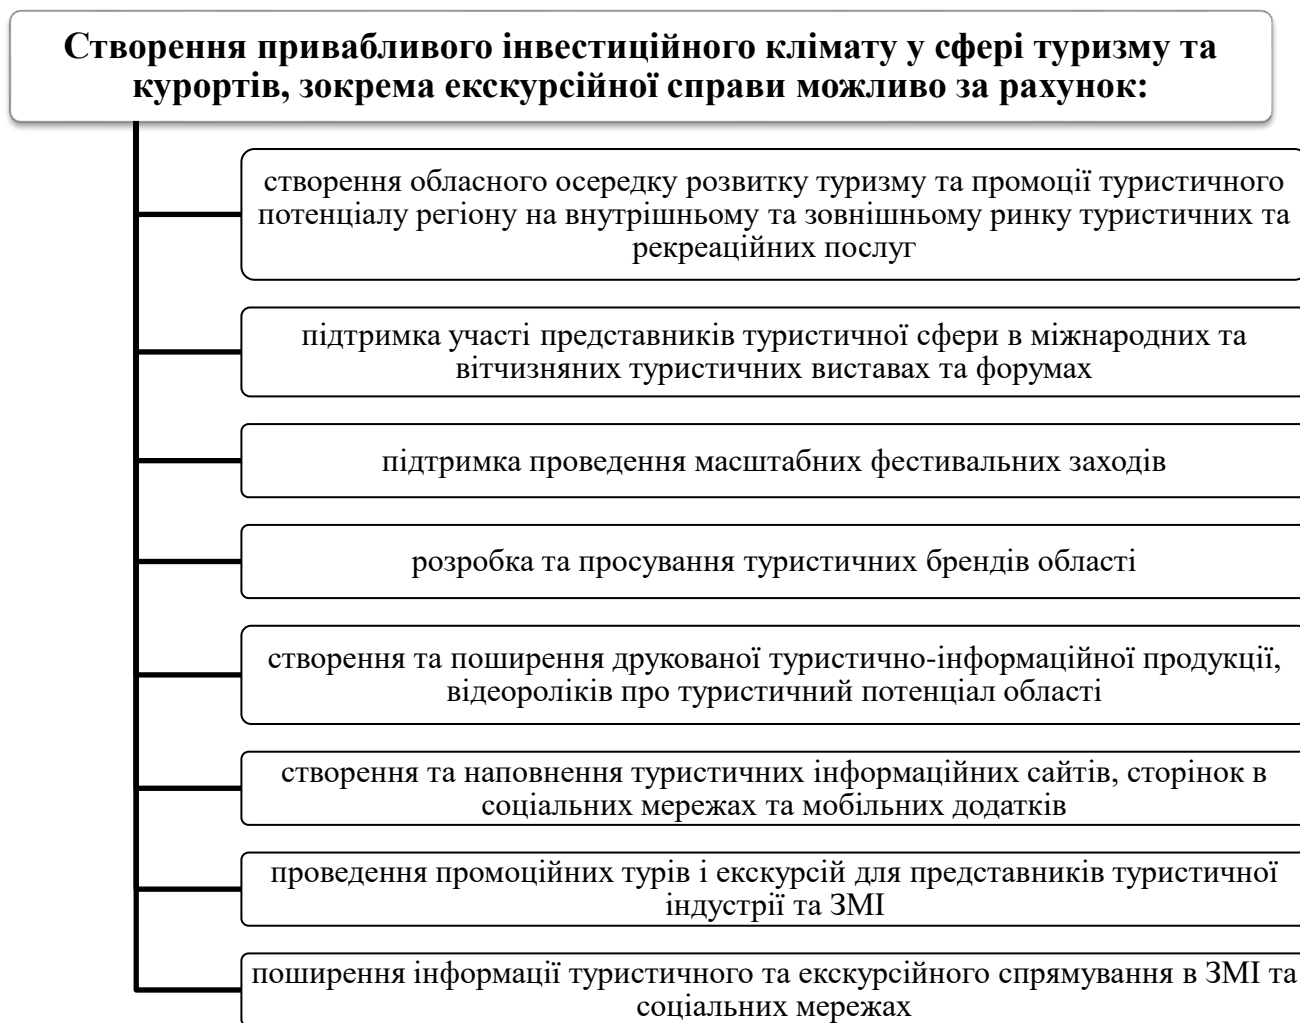 Створення привабливого інвестиційного клімату у сфері туризму та
курортів, зокрема екскурсійної справи можливо за рахунок:
створення обласного осередку розвитку туризму та промоції туристичного
потенціалу регіону на внутрішньому та зовнішньому ринку туристичних та
рекреаційних послуг
підтримка участі представників туристичної сфери в міжнародних та
вітчизняних туристичних виставах та форумах
підтримка проведення масштабних фестивальних заходів
розробка та просування туристичних брендів області
створення та поширення друкованої туристично-інформаційної продукції,
відеороліків про туристичний потенціал області
створення та наповнення туристичних інформаційних сайтів, сторінок в
соціальних мережах та мобільних додатків
проведення промоційних турів і екскурсій для представників туристичної
індустрії та ЗМІ
поширення інформації туристичного та екскурсійного спрямування в ЗМІ та
соціальних мережах